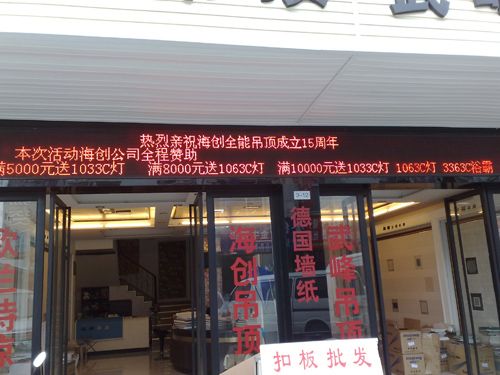 热烈亲祝海创全能吊顶成立15周年
本次活动海创公司全程赞助
满5000元送1033C灯 满8000元送1063C灯 满10000元送1033C灯 1063C灯 3363C浴霸
海创吊顶
德国墙纸
武峰吊顶
3-12
扣板批发